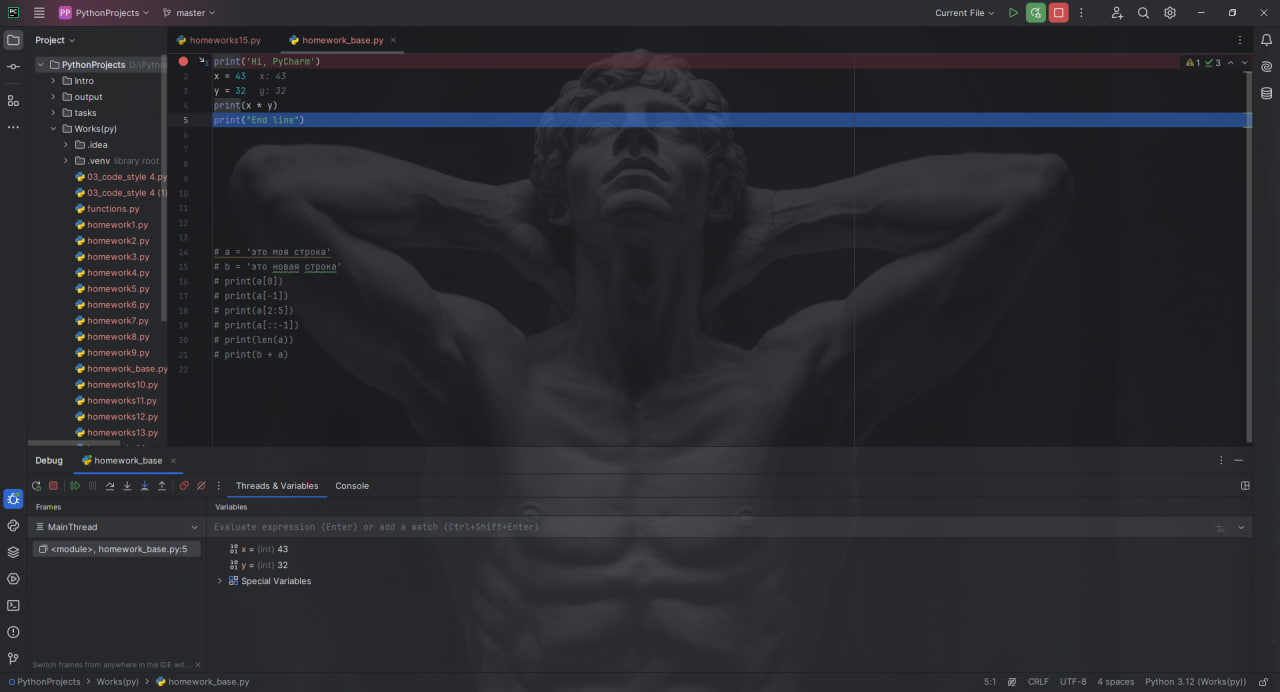 PC
PP PythonProjects master Current File
Project
homeworks15.py homework_base.py
PythonProjects D:\Pytho
Intro
output
tasks
Works(py)
.idea
.venv library root
03_code_style 4.py
03_code_style 4 (1)
functions.py
homework1.py
homework2.py
homework3.py
homework4.py
homework5.py
homework6.py
homework7.py
homework8.py
homework9.py
homework_base.py
homeworks10.py
homeworks11.py
homeworks12.py
homeworks13.py
print('Hi, PyCharm') 1 3
2 x = 43 x: 43
3 y = 32 y: 32
4 print(x * y)
5 print("End line")
6
7
8
9
10
11
12
13
14 # a = 'это моя строка'
15 # b = 'это новая строка'
16 # print(a[0])
17 # print(a[-1])
18 # print(a[2:5])
19 # print(a[::-1])
20 # print(len(a))
21 # print(b + a)
22
Debug homework_base
Threads & Variables Console
Frames Variables
MainThread Evaluate expression (Enter) or add a watch (Ctrl+Shift+Enter)
<module>, homework_base.py:5
x = {int} 43
y = {int} 32
Special Variables
Switch frames from anywhere in the IDE wit...
PythonProjects > Works(py) > homework_base.py 5:1 CRLF UTF-8 4 spaces Python 3.12 (Works(py))